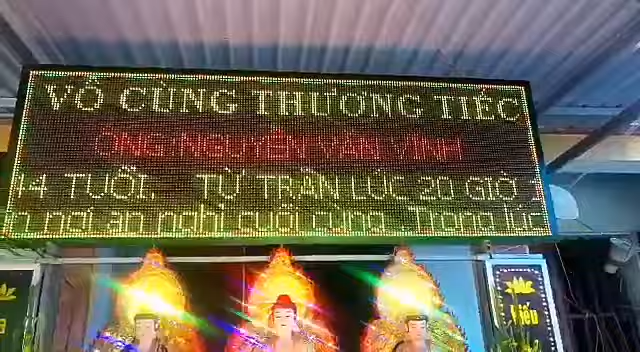 VÔ CÙNG THƯƠNG TIẾC
ÔNG NGUYỄN VĂN VĨNH
44 TUỔI, TỪ TRẦN LÚC 20 GIỜ
nơi an nghỉ cuối cùng. Trong lúc
Hiếu